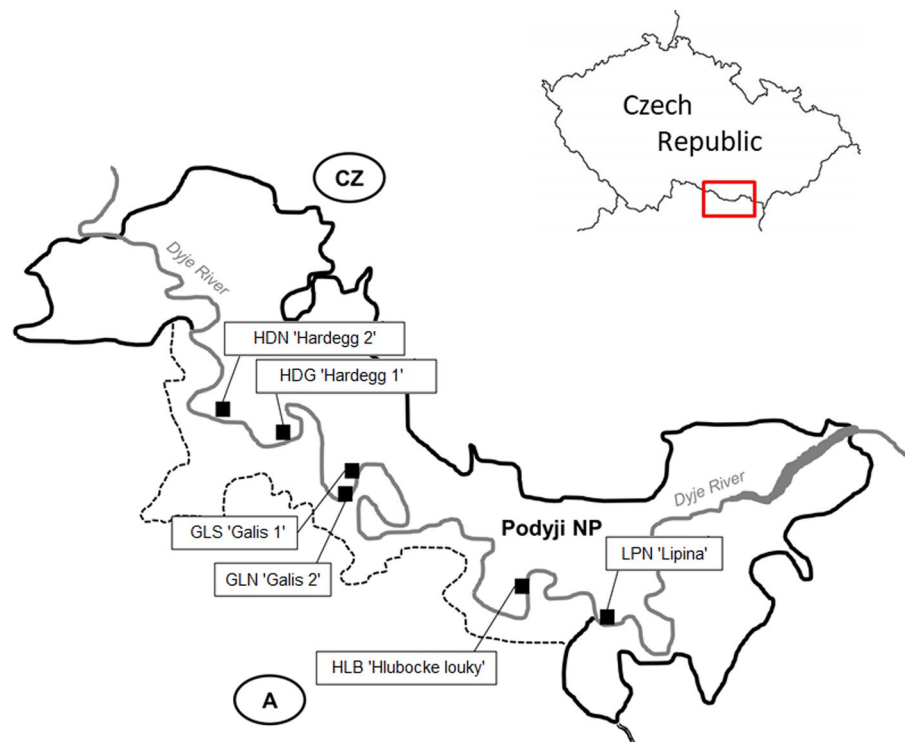 Czech
Republic
CZ
Dyje River
HDN 'Hardegg 2'
HDG 'Hardegg 1'
Dyje River
GLS 'Galis 1'
Podyji NP
LPN 'Lipina'
GLN 'Galis 2'
HLB 'Hlubocke louky'
A